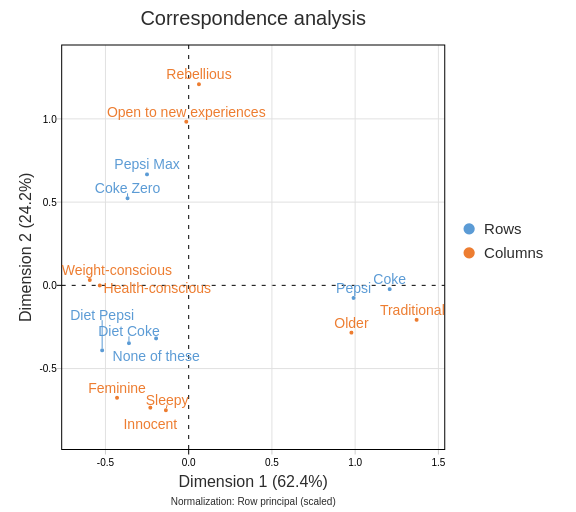 Correspondence analysis
Rebellious
Open to new experiences
1.0
Pepsi Max
Coke Zero
0.5
Weight-conscious
Coke
0.0
Health-conscious
Pepsi
Traditional
Diet Pepsi
Older
Diet Coke
None of these
-0.5
Feminine
Sleepy
Innocent
-0.5 0.0 0.5 1.0 1.5
Dimension 1 (62.4%)
Normalization: Row principal (scaled)
Dimension 2 (24.2%)
Rows
Columns